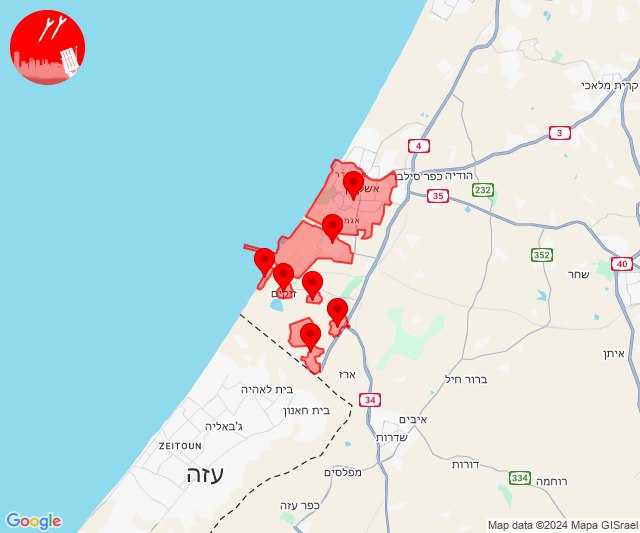 קרית מלאכי
3
4
הודיה
כפר סילבר
35
232
352
40
שחר
איתן
ארז
ברור חיל
בית לאהיה
34
בית חאנון
ג'באליה
איבים
שדרות
ZEITOUN
עזה
דורות
מפלסים
334
רוחמה
כפר עזה
Google
Map data ©2024 Mapa GISrael